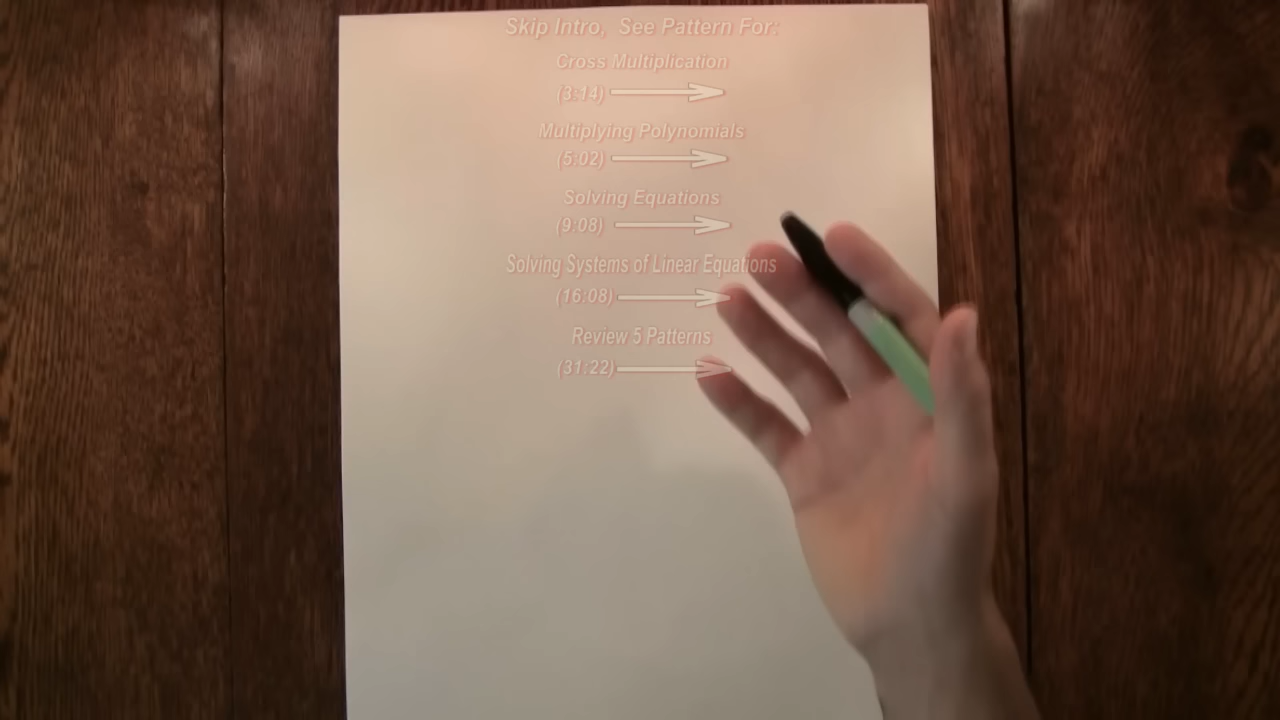 Skip Intro, See Pattern For:
Cross Multiplication
(3:14)
Multiplying Polynomials
(5:02)
Solving Equations
(9:08)
Solving Systems of Linear Equations
(16:08)
Review 5 Patterns
(31:22)